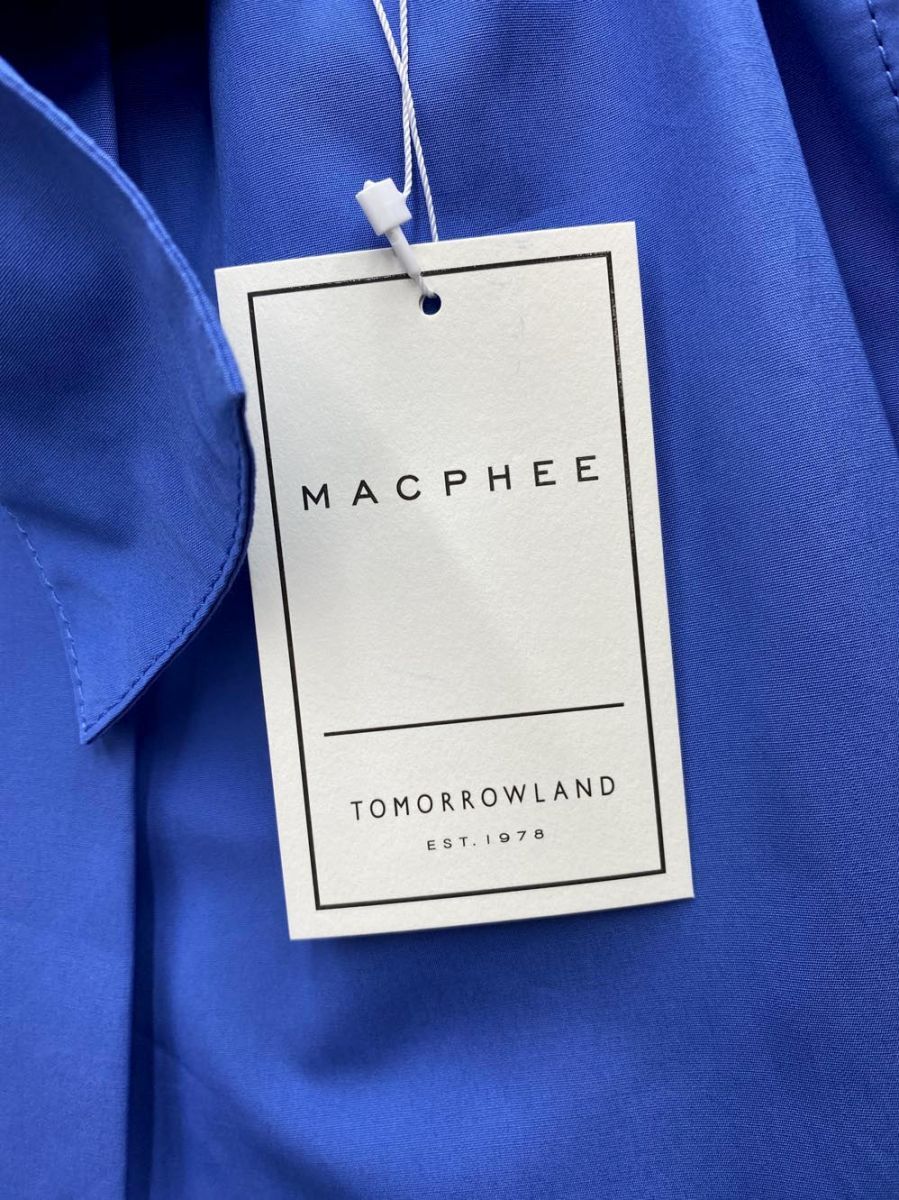 MACPHEE
TOMORROWLAND
EST. 1978